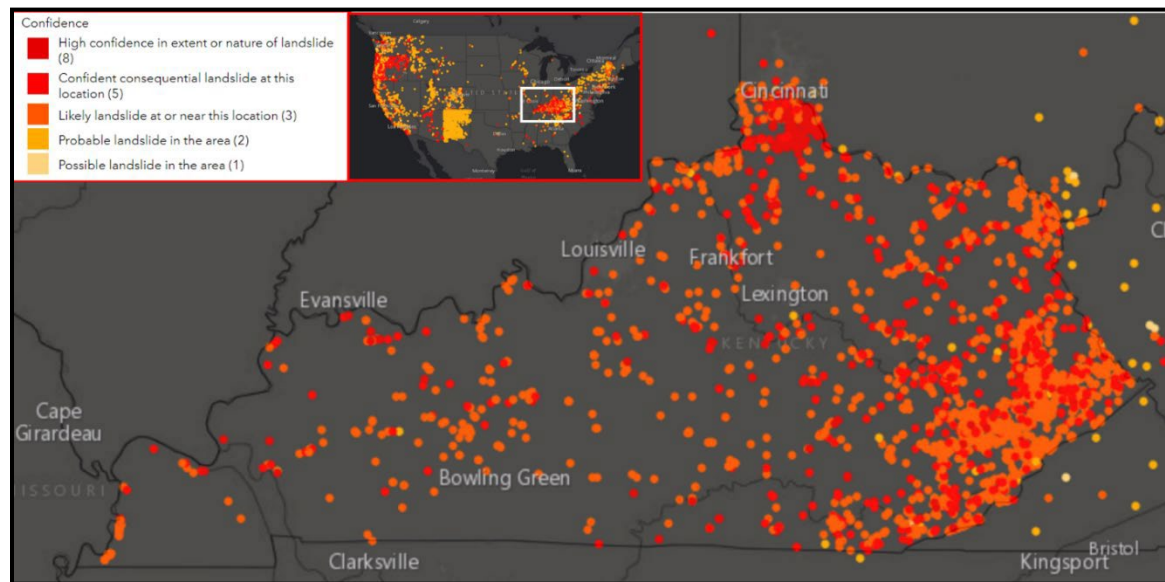 Confidence
High confidence in extent or nature of landslide
(8)
Confident consequential landslide at this
location (5)
Likely landslide at or near this location (3)
Probable landslide in the area (2)
Possible landslide in the area (1)
Calgary
Monterrey
Cincinnati
Louisville
Frankfort
Evansville
Lexington
KENTUCKY
Cape
Girardeau
Bowling Green
ISSOURI
Clarksville
Bristol
Kingsport